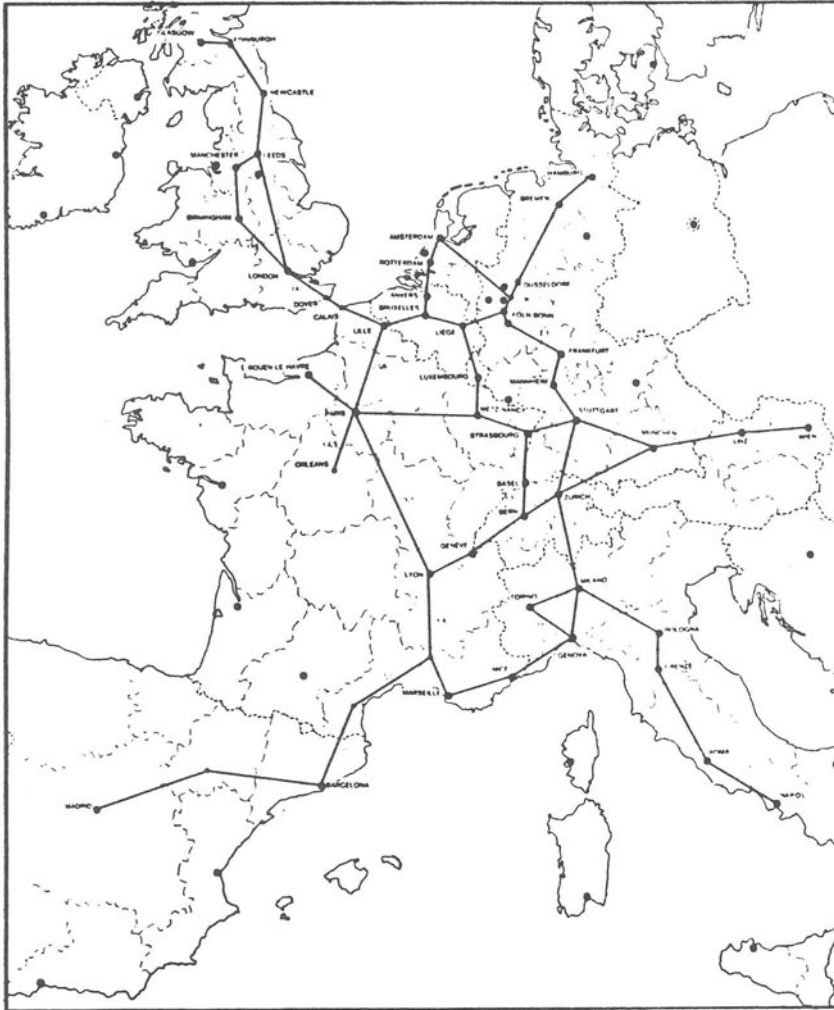 GLASGOW
EDINBURGH
NEWCASTLE
MANCHESTER
LEEDS
HAMBURG
BREMEN
BIRMINGHAM
AMSTERDAM
ROTTERDAM
LONDON
DUSSELDORF
ANVERS
DOVER
BRUXELLES
CALAIS
KÖLN BONN
LILLE
LIEGE
FRANKFURT
ROUEN LE HAVRE
LUXEMBOURG
MANNHEIM
PARIS
METZ-NANCY
STUTTGART
STRASBOURG
MUNCHEN
LINZ
WIEN
ORLEANS
BASEL
ZURICH
BERN
GENÈVE
LYON
MILANO
TORINO
BOLOGNA
GENOVA
FIRENZE
NICE
MARSEILLE
ROMA
BARCELONA
MADRID
NAPOLI